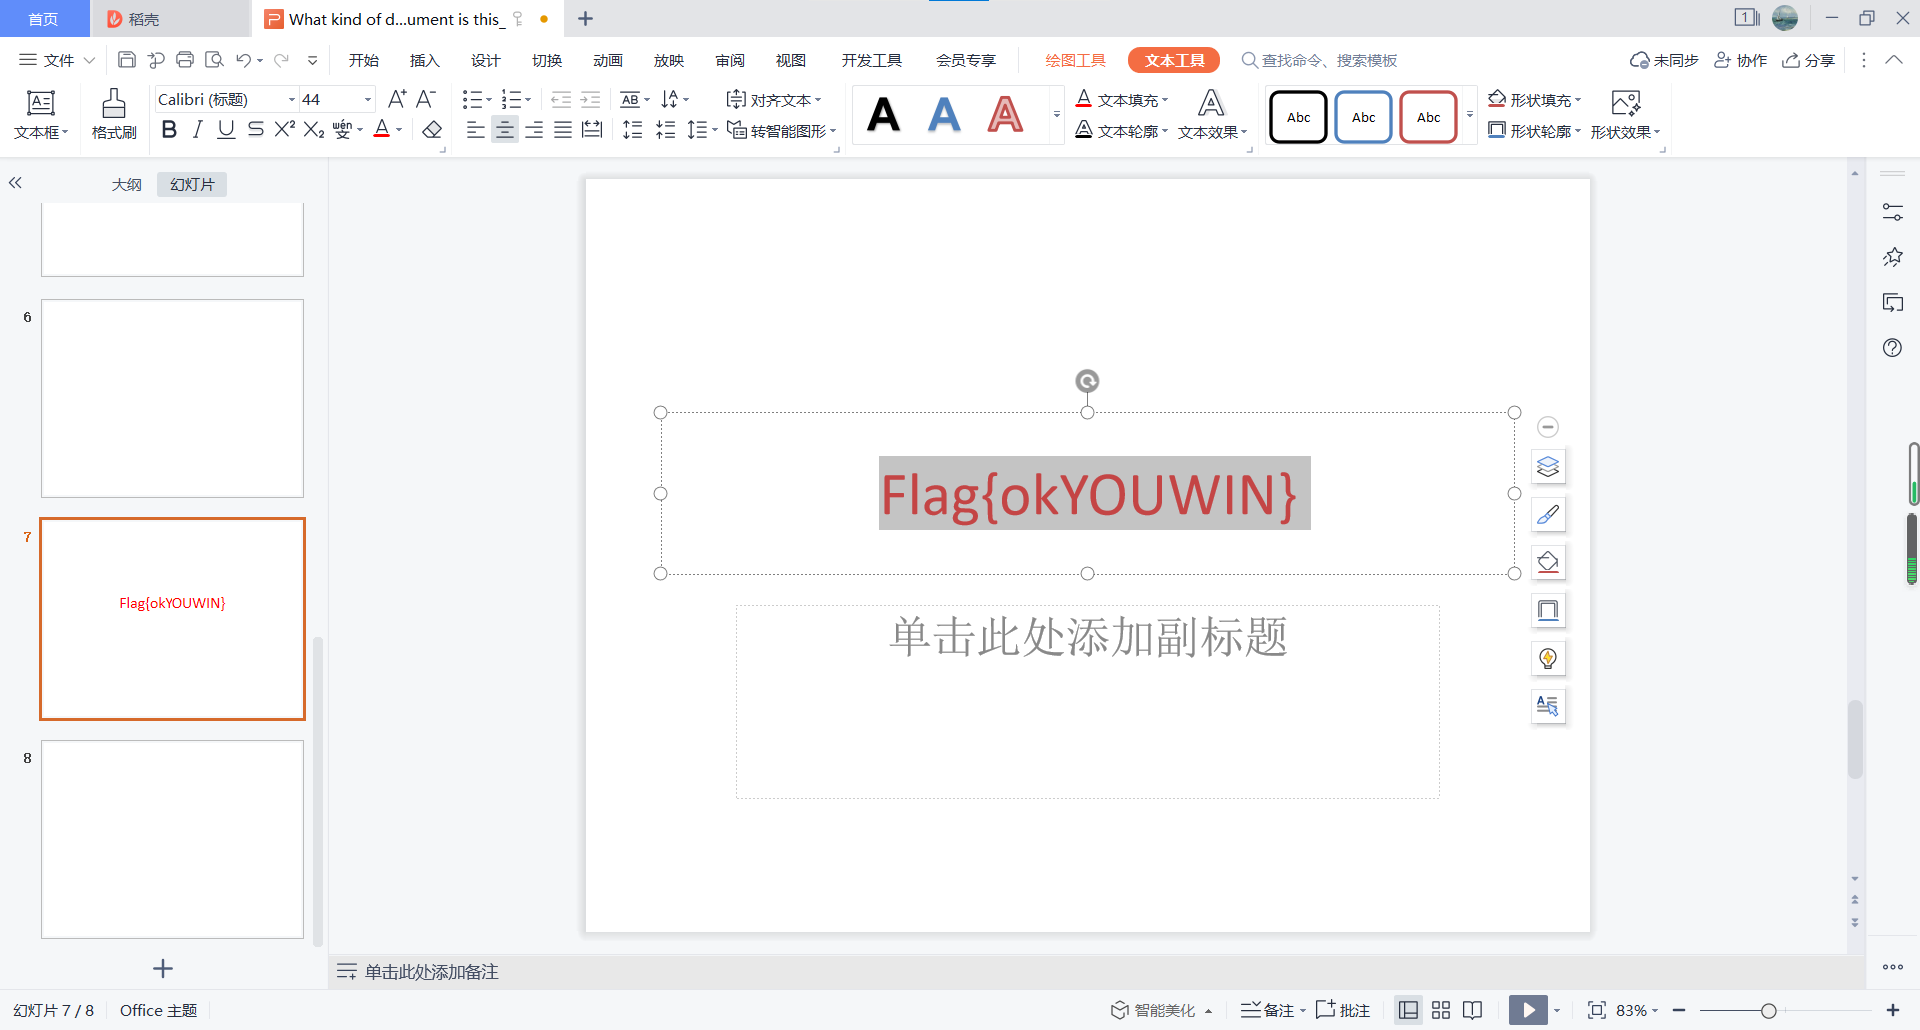 首页
稻壳
What kind of d...ument is this_
1
文件
开始
插入
设计
切换
动画
放映
审阅
视图
开发工具
会员专享
绘图工具
文本工具
查找命令、搜索模板
未同步
协作
分享
文本框
格式刷
Calibri (标题)
44
A+
A-
AB
对齐文本
B I U S X² X₂ wén A
转智能图形
A A A
文本填充
文本轮廓
文本效果
Abc
Abc
Abc
形状填充
形状轮廓
形状效果
大纲
幻灯片
6
7
Flag{okYOUWIN}
8
Flag{okYOUWIN}
单击此处添加副标题
单击此处添加备注
幻灯片 7 / 8
Office 主题
智能美化
备注
批注
83%